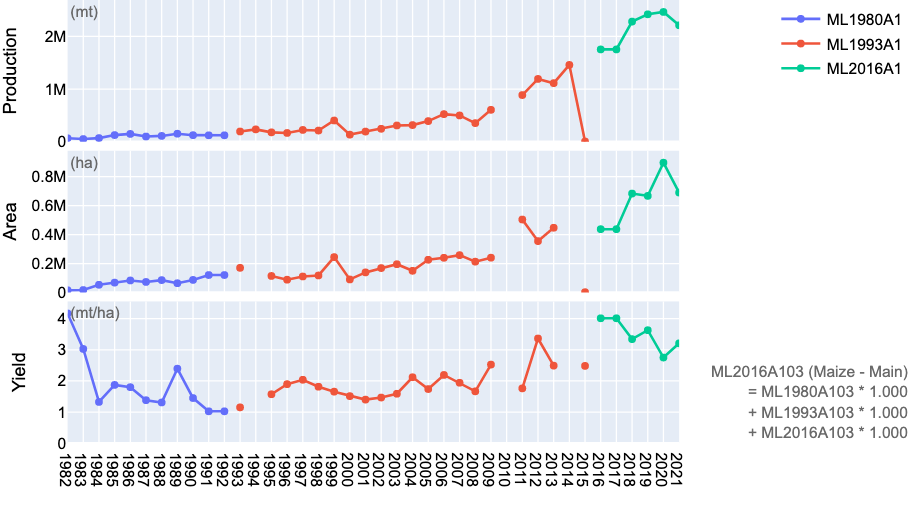 (mt)
Production
2M
1M
0
ML1980A1
ML1993A1
ML2016A1
(ha)
Area
0.8M
0.6M
0.4M
0.2M
0
(mt/ha)
Yield
4
3
2
1
0
ML2016A103 (Maize - Main)
= ML1980A103 * 1.000
+ ML1993A103 * 1.000
+ ML2016A103 * 1.000
1982
1983
1984
1985
1986
1987
1988
1989
1990
1991
1992
1993
1994
1995
1996
1997
1998
1999
2000
2001
2002
2003
2004
2005
2006
2007
2008
2009
2010
2011
2012
2013
2014
2015
2016
2017
2018
2019
2020
2021